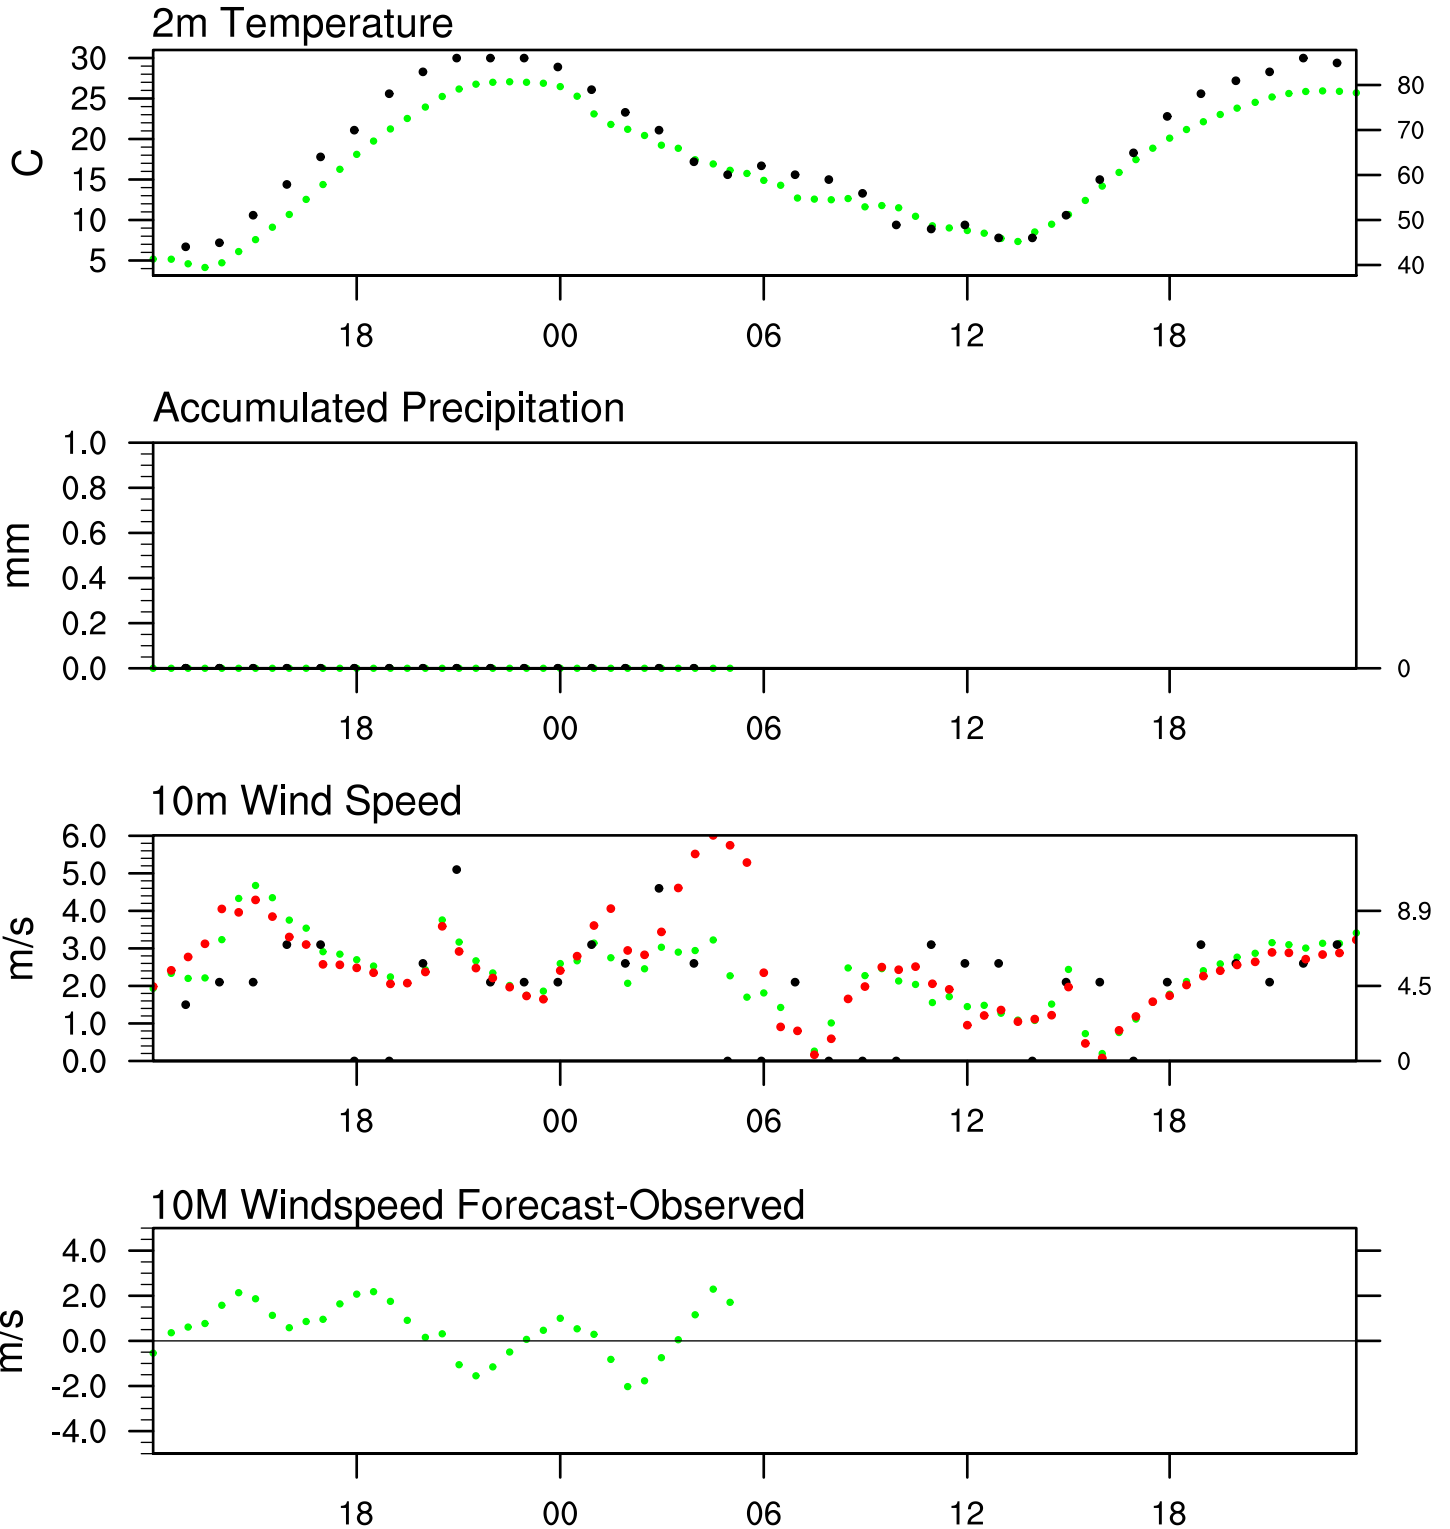 2m Temperature
C
30
25
20
15
10
5
80
70
60
50
40
18 00 06 12 18
Accumulated Precipitation
mm
1.0
0.8
0.6
0.4
0.2
0.0
0
18 00 06 12 18
10m Wind Speed
m/s
6.0
5.0
4.0
3.0
2.0
1.0
0.0
8.9
4.5
0
18 00 06 12 18
10M Windspeed Forecast-Observed
m/s
4.0
2.0
0.0
-2.0
-4.0
18 00 06 12 18